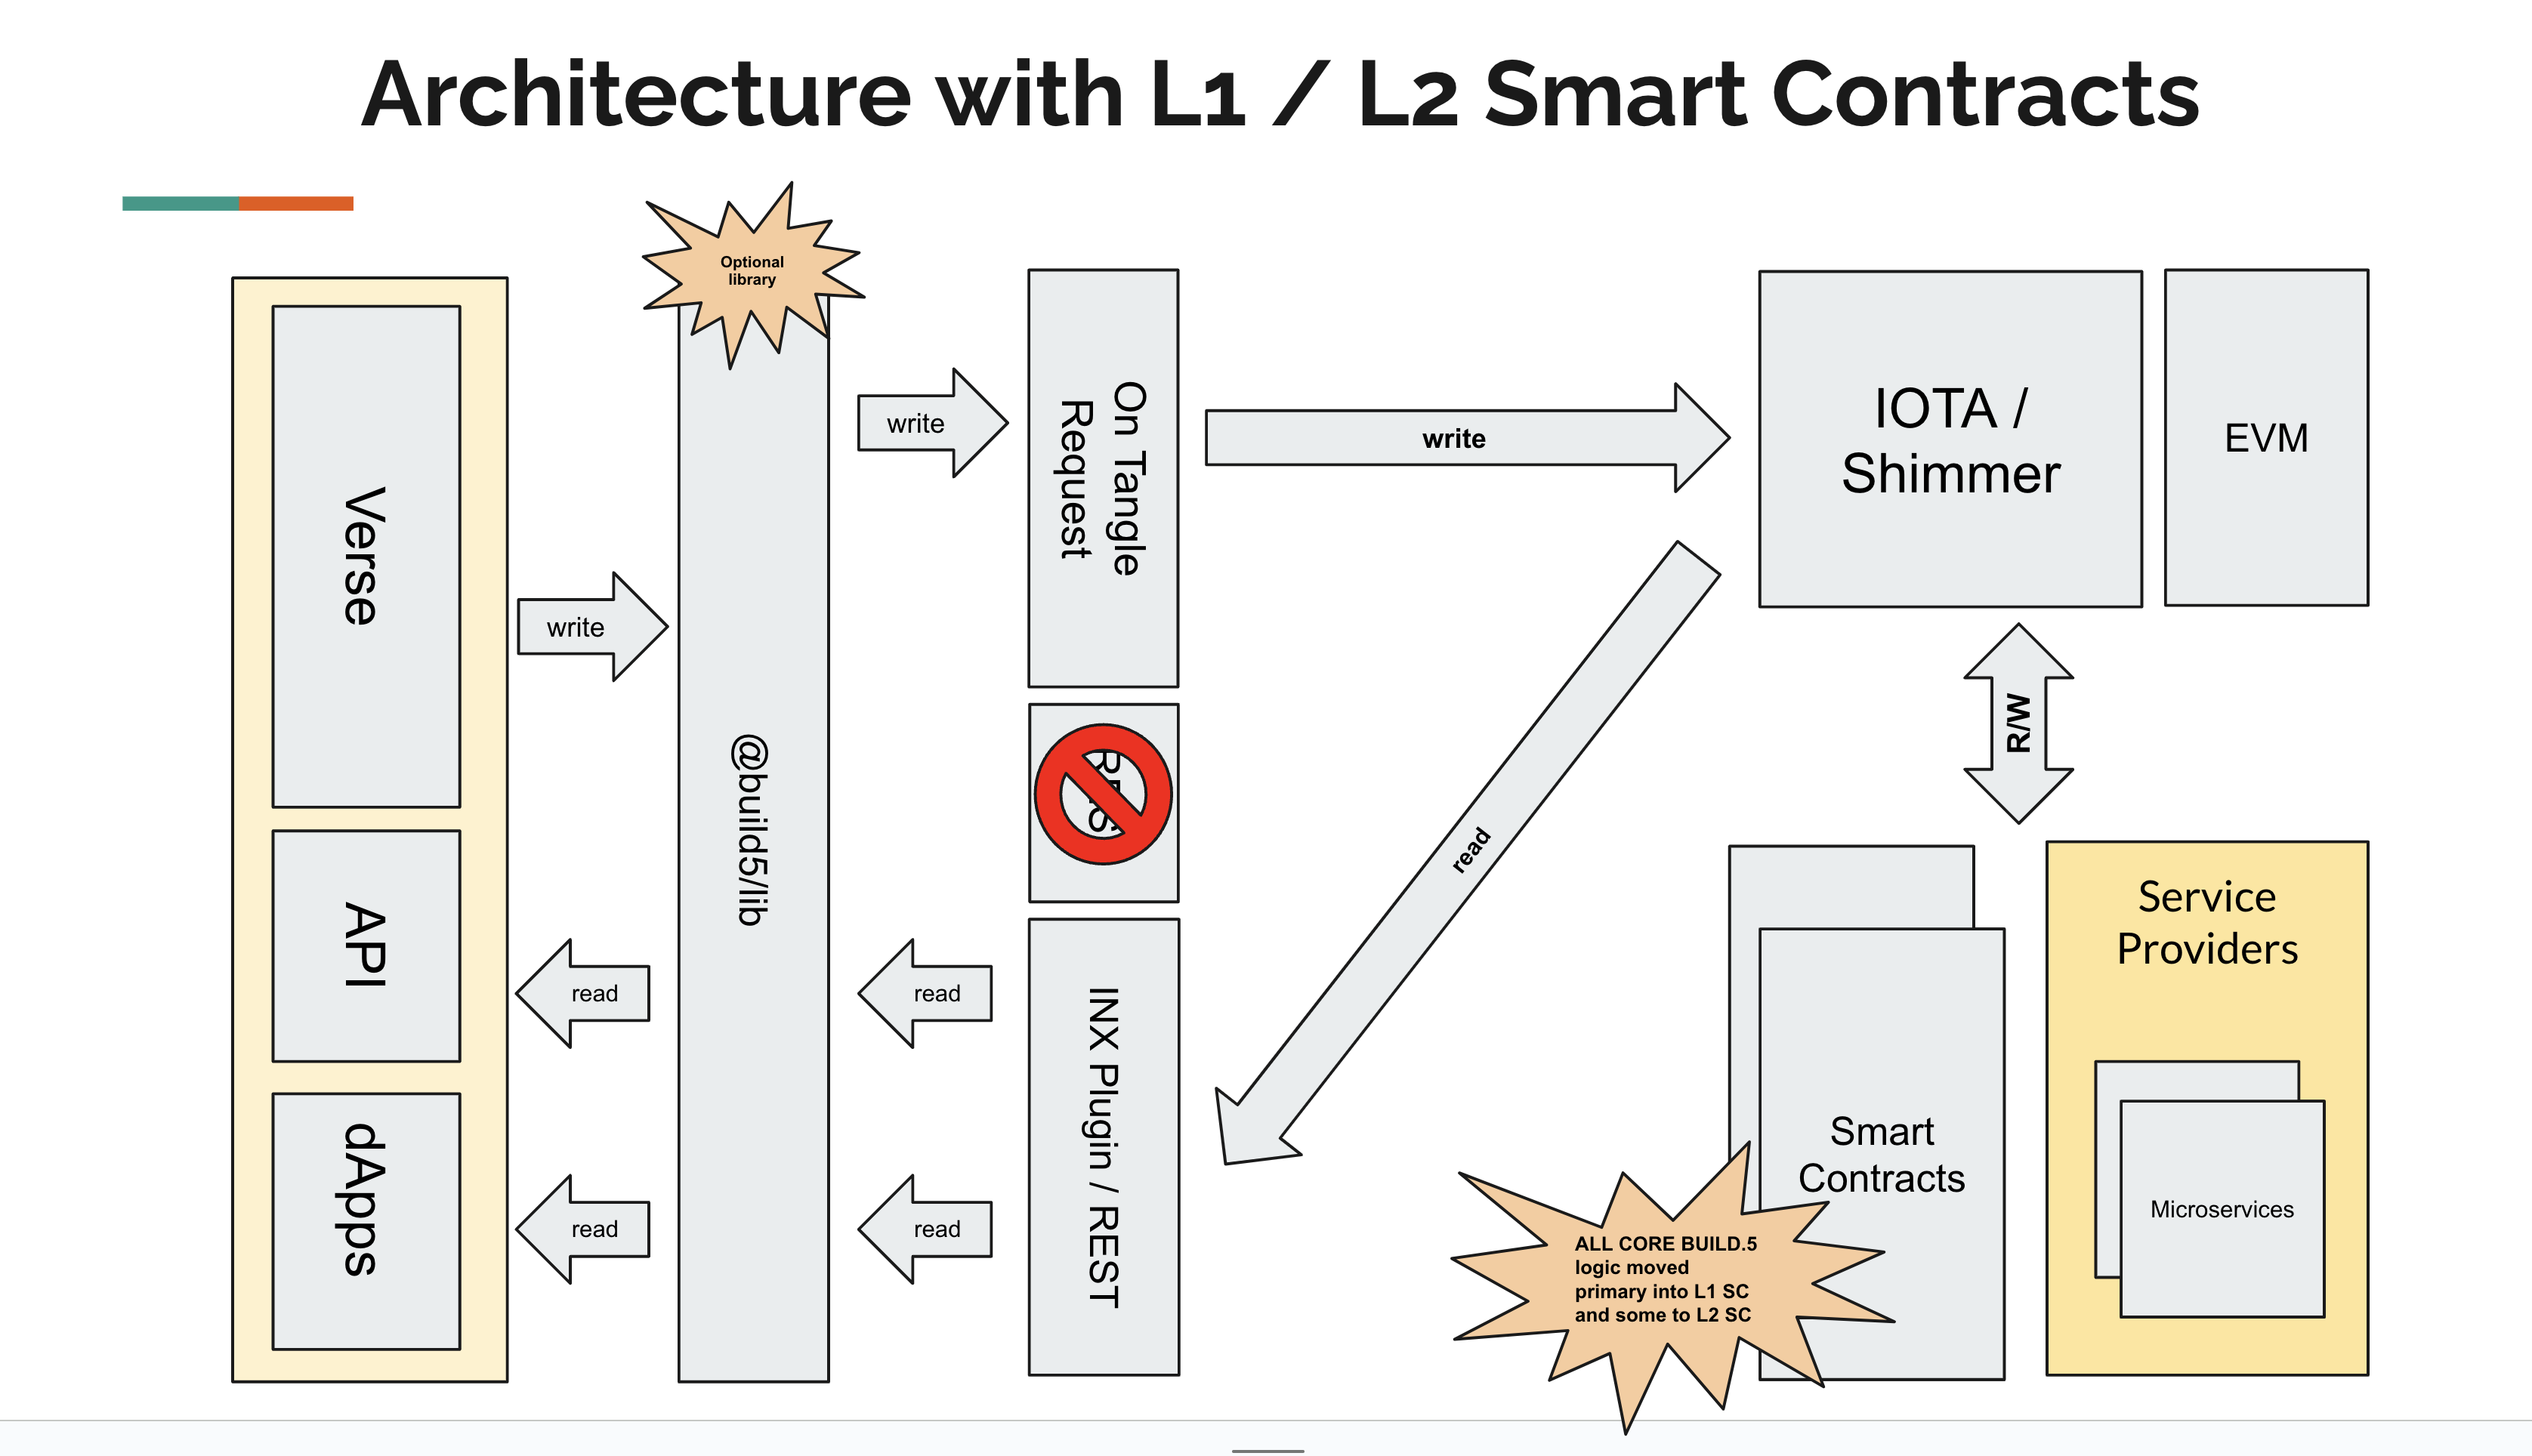 Architecture with L1 / L2 Smart Contracts
Optional
library
Verse
API
dApps
write
read
read
@build5/lib
write
read
read
On Tangle
Request
INX Plugin / REST
write
read
IOTA /
Shimmer
EVM
R/W
Smart
Contracts
ALL CORE BUILD.5
logic moved
primary into L1 SC
and some to L2 SC
Service
Providers
Microservices